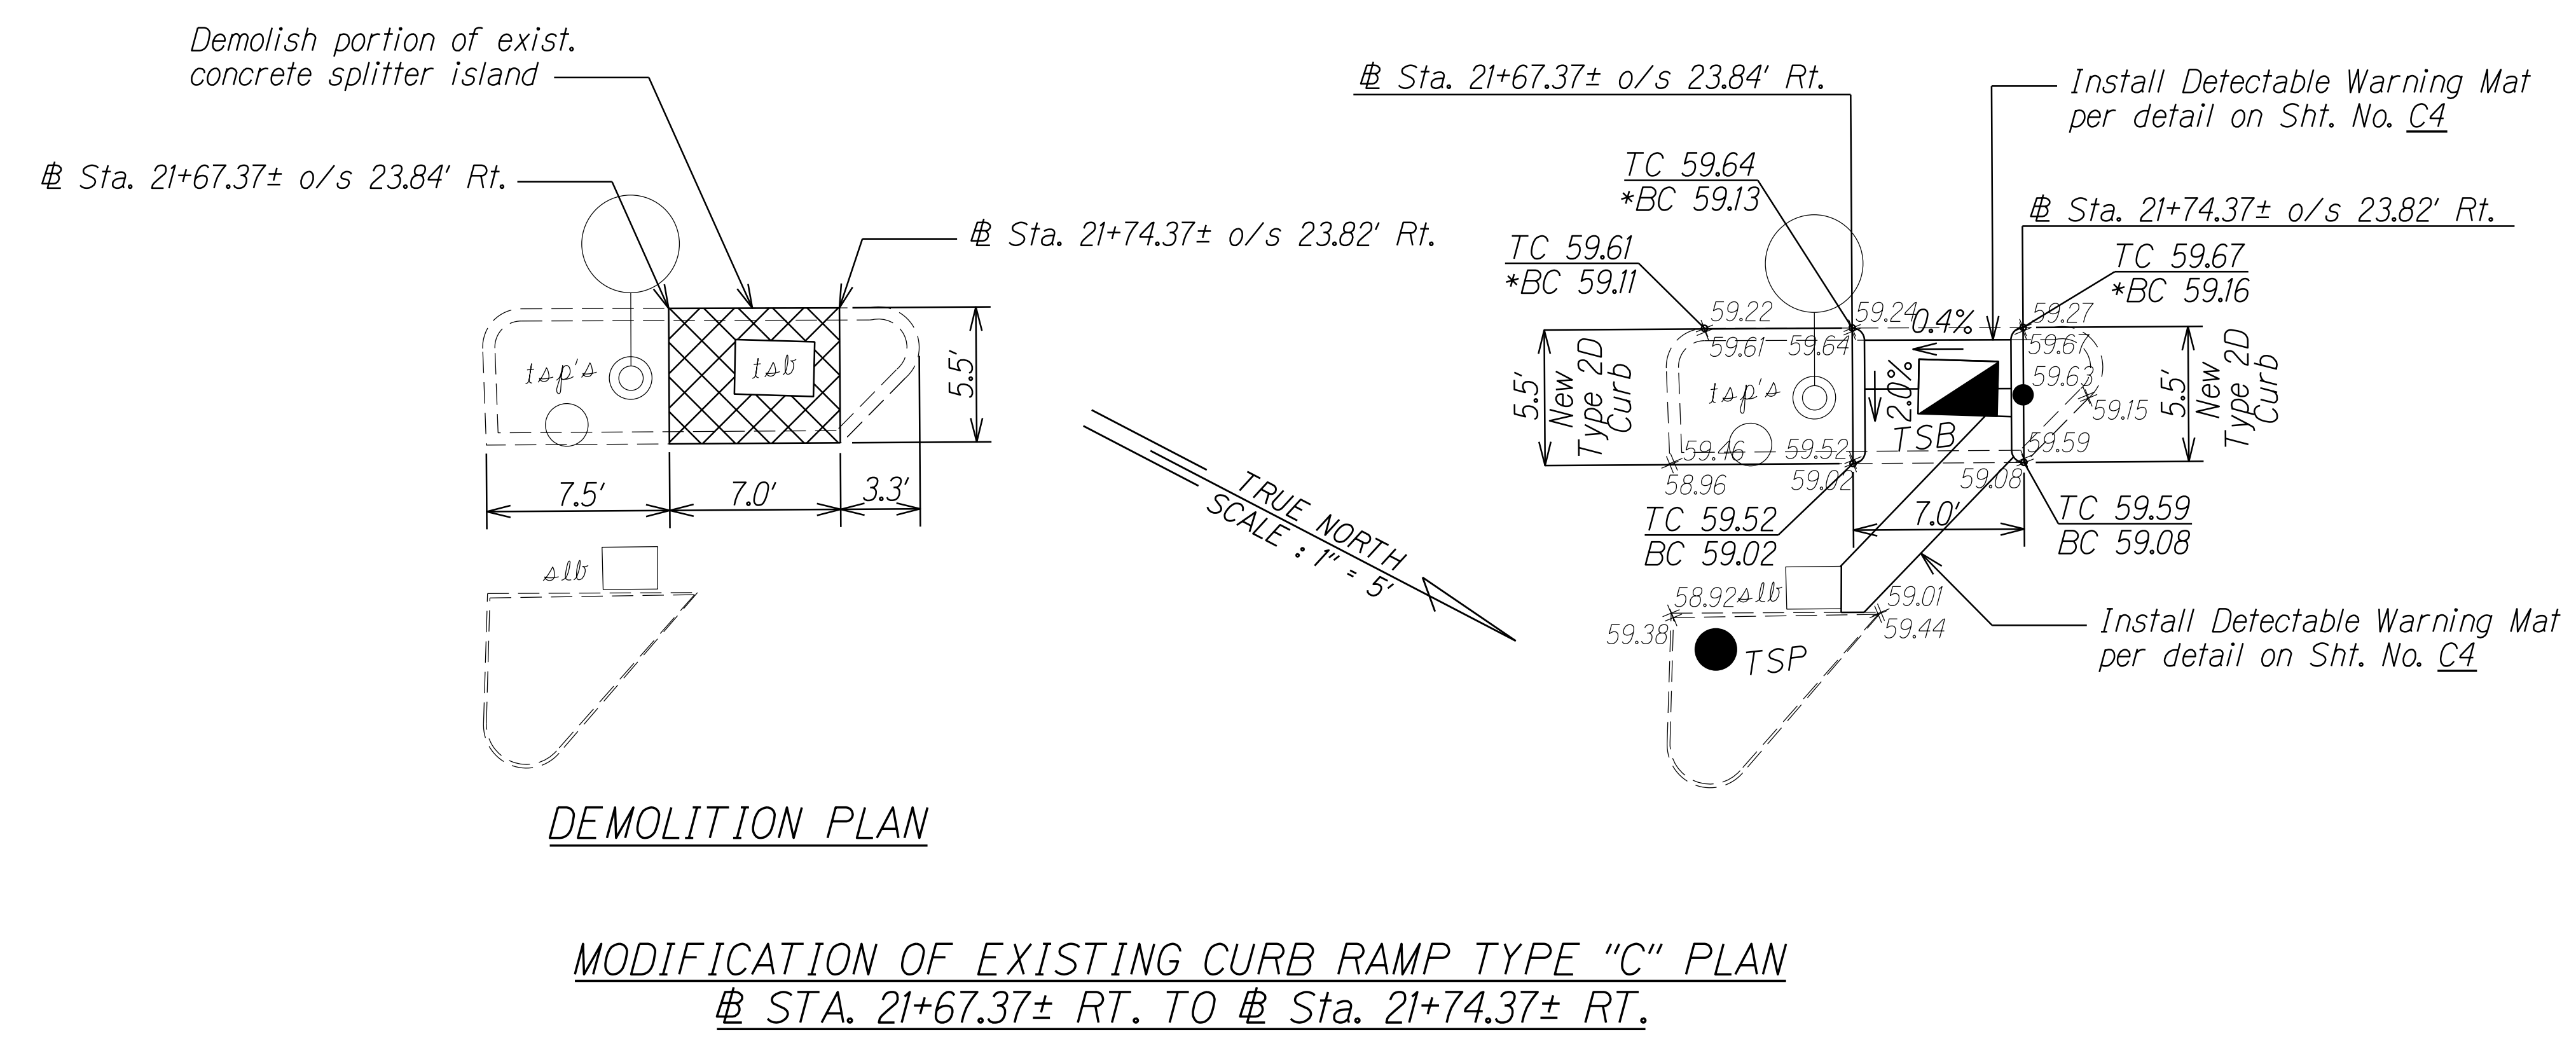 Demolish portion of exist.
concrete splitter island
℄ Sta. 21+67.37± o/s 23.84' Rt.
℄ Sta. 21+74.37± o/s 23.82' Rt.
tsp's
tsb
5.5'
7.5'
7.0'
3.3'
slb
DEMOLITION PLAN
TRUE NORTH
SCALE : 1" = 5'
℄ Sta. 21+67.37± o/s 23.84' Rt.
Install Detectable Warning Mat
per detail on Sht. No. C4
TC 59.64
*BC 59.13
℄ Sta. 21+74.37± o/s 23.82' Rt.
TC 59.61
*BC 59.11
TC 59.67
*BC 59.16
59.22
59.24
0.4%
59.27
59.61
59.64
59.67
5.5'
New
Type 2D
Curb
tsp's
2.0%
59.63
59.15
5.5'
New
Type 2D
Curb
TSB
59.46
59.52
59.59
58.96
59.02
59.08
TC 59.52
BC 59.02
7.0'
TC 59.59
BC 59.08
58.92
slb
59.01
59.38
59.44
TSP
Install Detectable Warning Mat
per detail on Sht. No. C4
MODIFICATION OF EXISTING CURB RAMP TYPE "C" PLAN
℄ STA. 21+67.37± RT. TO ℄ Sta. 21+74.37± RT.